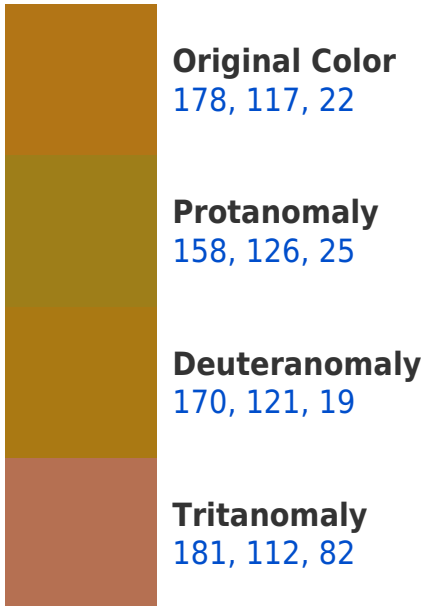 Original Color
178, 117, 22
Protanomaly
158, 126, 25
Deuteranomaly
170, 121, 19
Tritanomaly
181, 112, 82